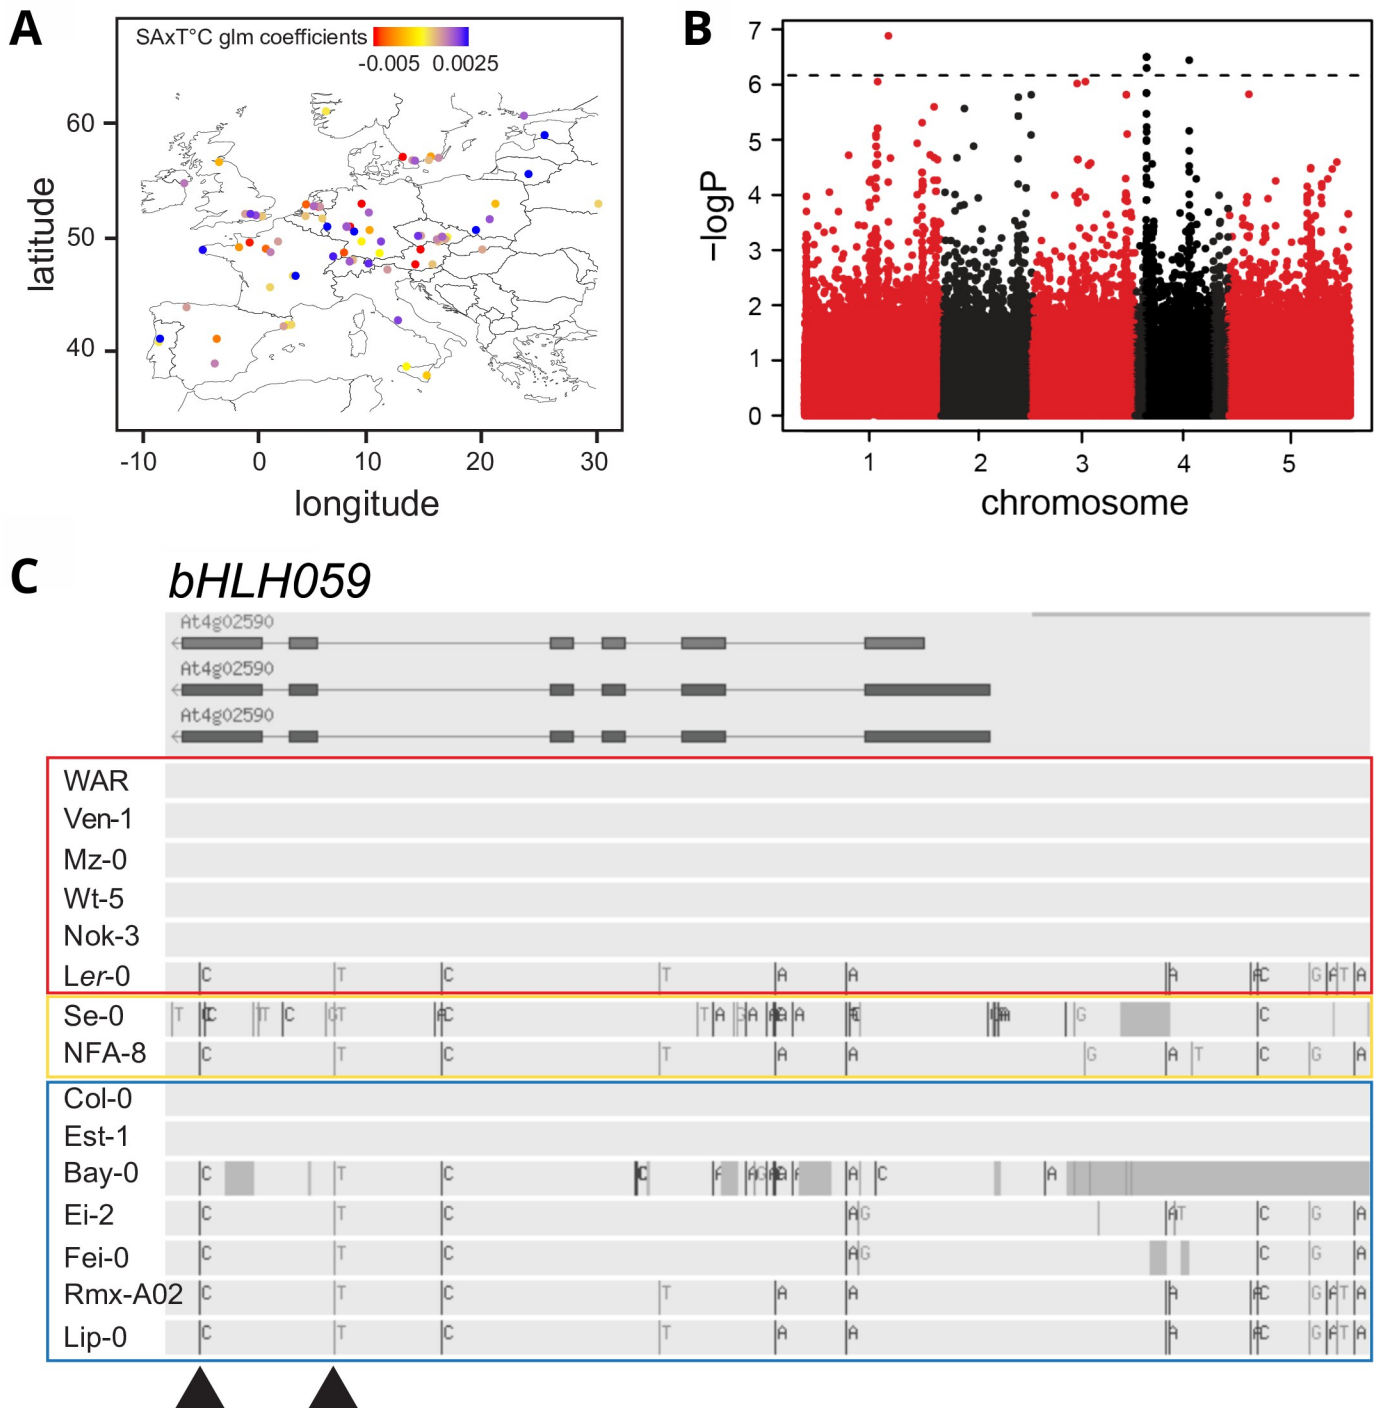 A
SAxT°C glm coefficients
-0.005 0.0025
60
50
40
latitude
-10 0 10 20 30
longitude
B
7
6
5
4
3
2
1
0
−logP
1 2 3 4 5
chromosome
C
bHLH059
At4g02590
At4g02590
At4g02590
WAR
Ven-1
Mz-0
Wt-5
Nok-3
Ler-0 C T C T A A A AC G A T A
Se-0
NFA-8 C T C T A A G A T C G A
Col-0
Est-1
Bay-0
Ei-2 C T C A G A T C G A
Fei-0 C T C A G C G A
Rmx-A02 C T C T A A A AC G A T A
Lip-0 C T C T A A A AC G A T A